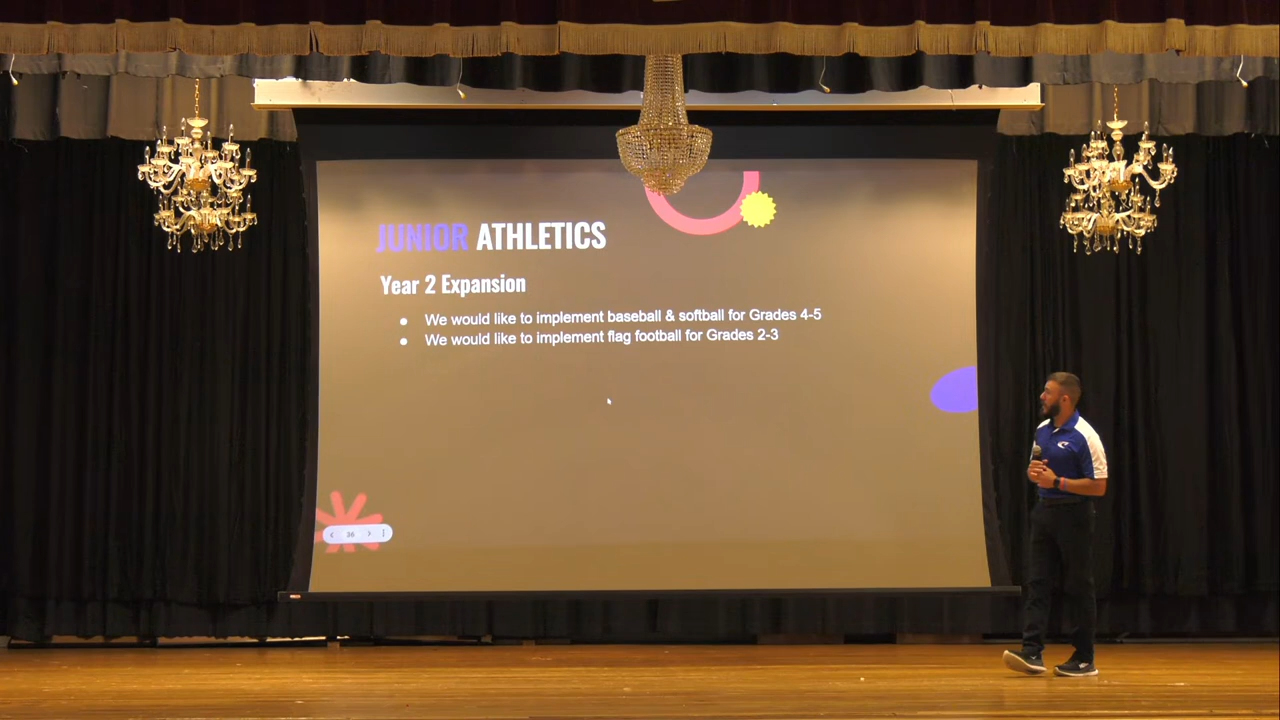 JUNIOR ATHLETICS
Year 2 Expansion
● We would like to implement baseball & softball for Grades 4-5
● We would like to implement flag football for Grades 2-3
36